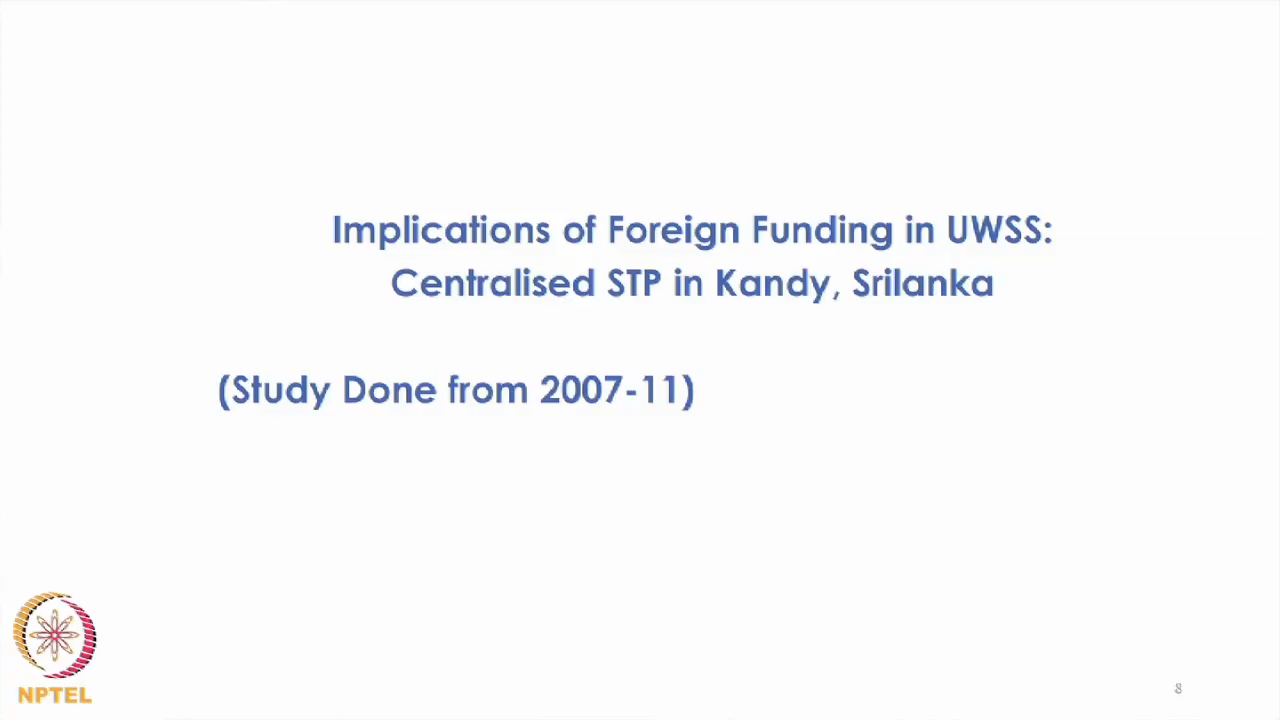 Implications of Foreign Funding in UWSS:
Centralised STP in Kandy, Srilanka
(Study Done from 2007-11)
NPTEL
8